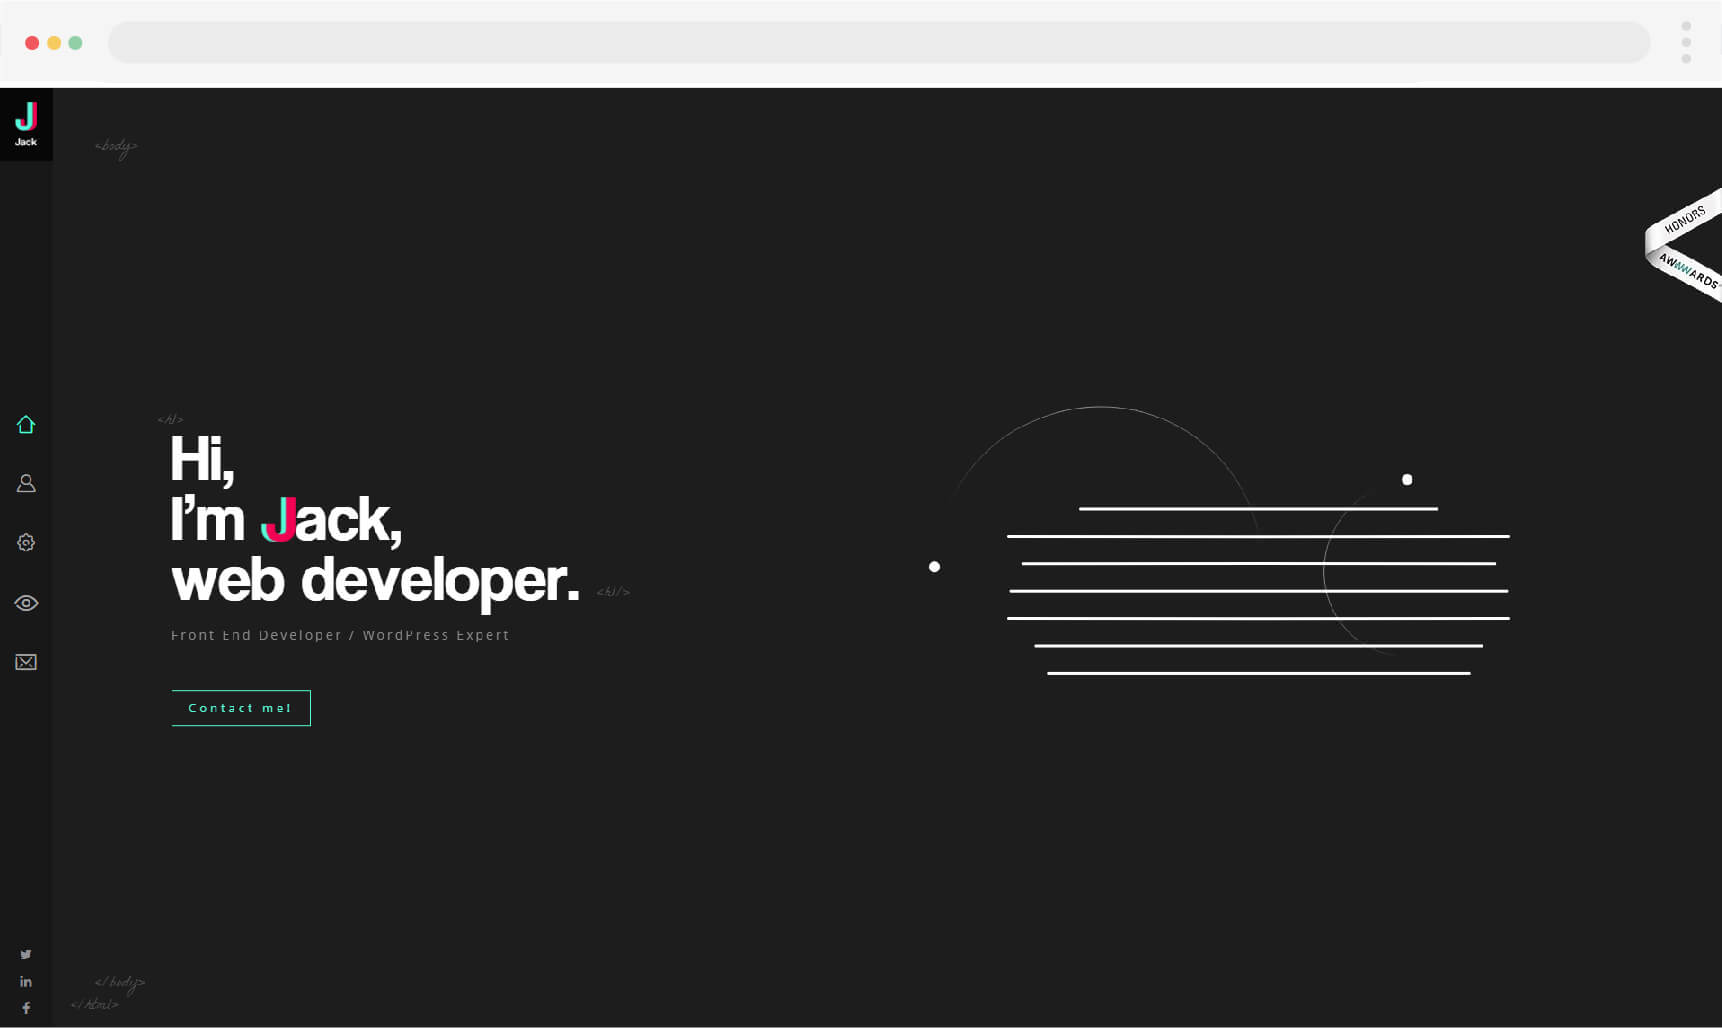 Jack
<body>
HONORS
AWWWARDS
</h1>
Hi,
I'm Jack,
web developer.
<h1/>
Front End Developer / WordPress Expert
Contact me!
in
</body>
</html>